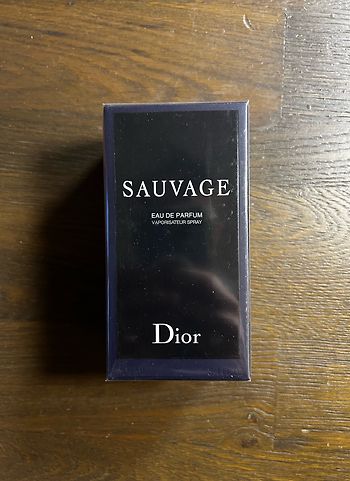 SAUVAGE
EAU DE PARFUM
VAPORISATEUR SPRAY
Dior